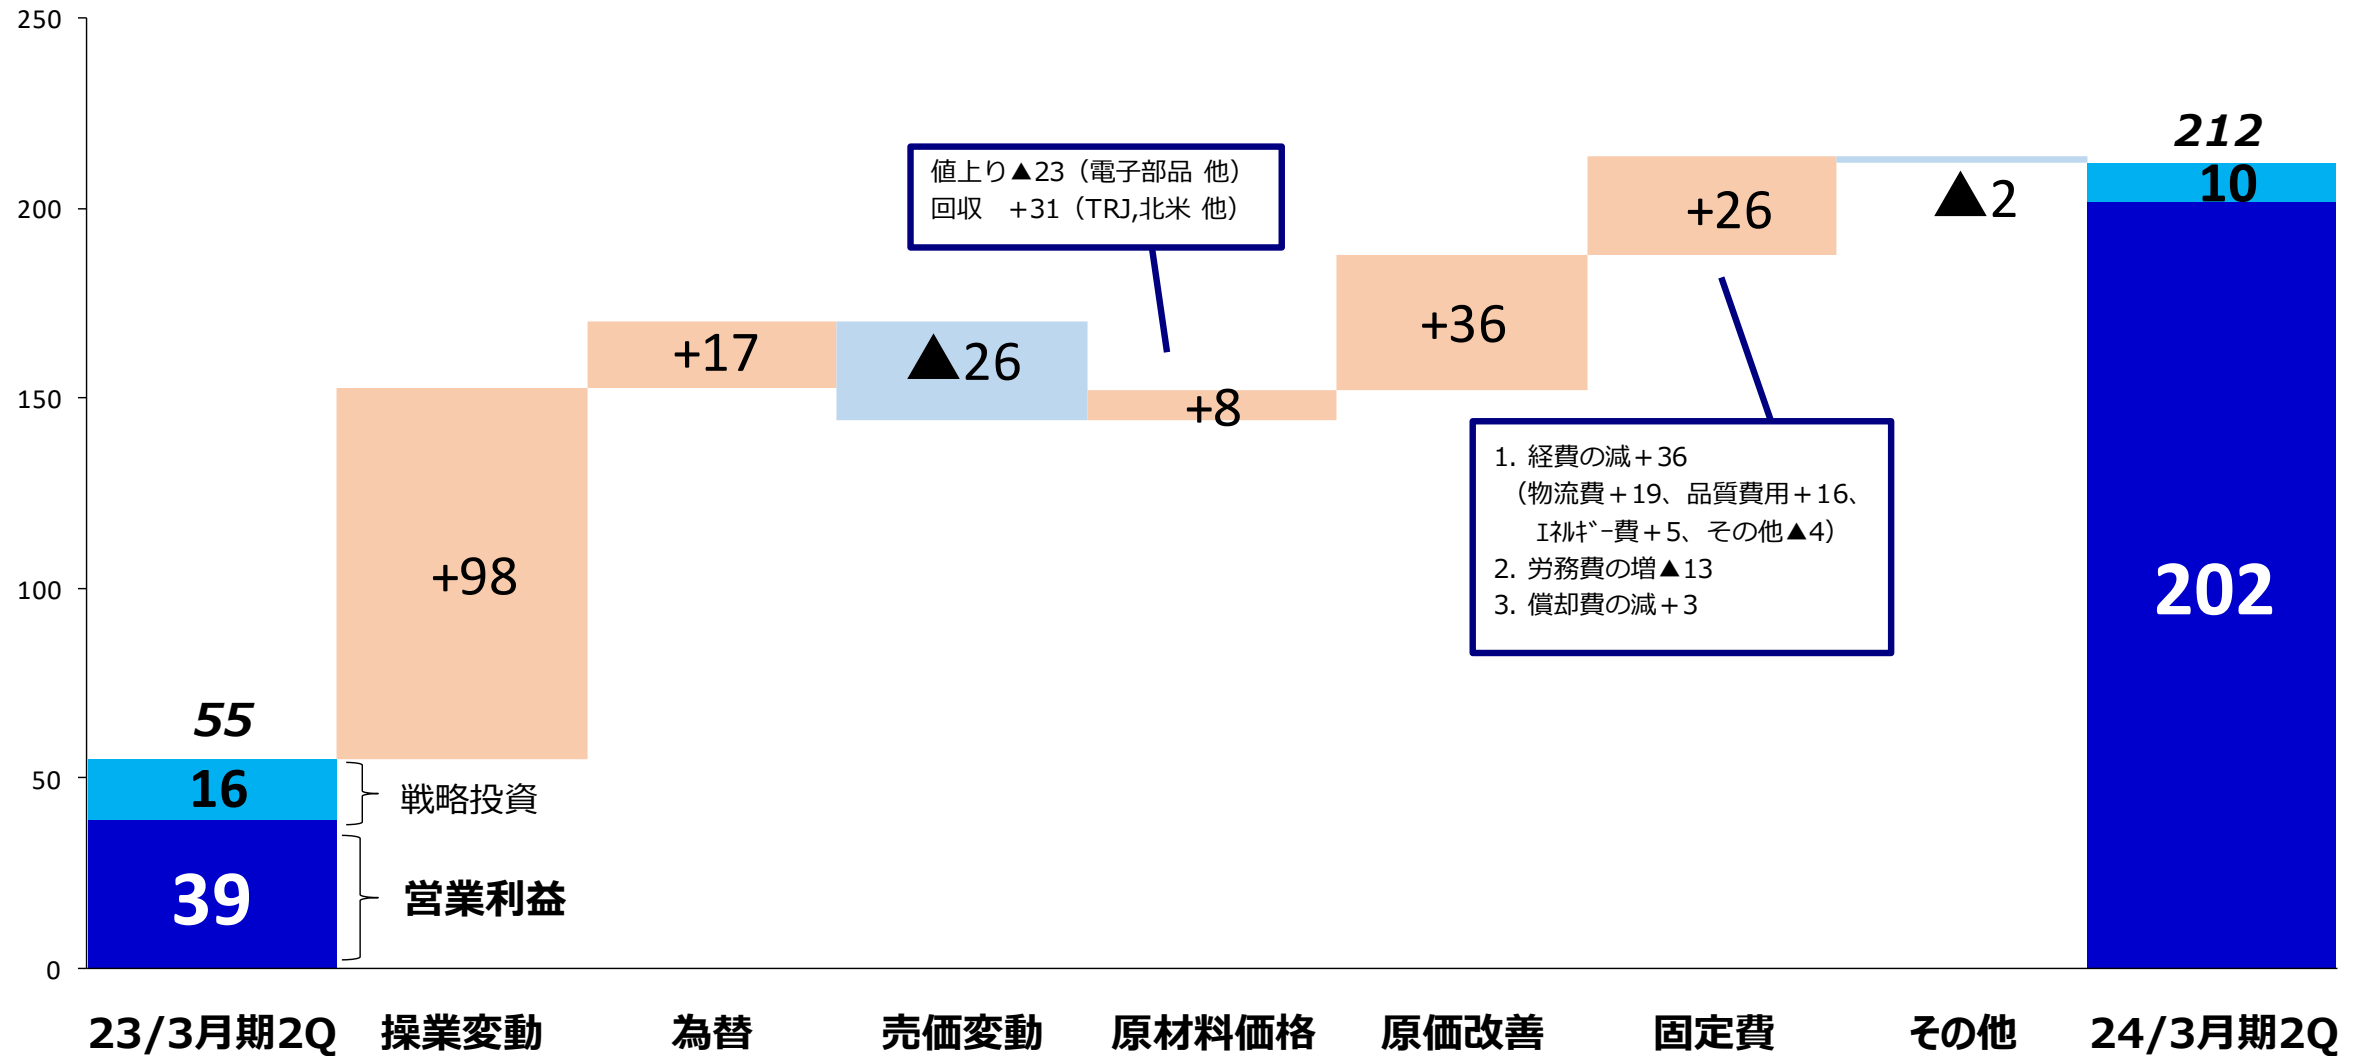 250
200
150
100
50
0
値上り▲23（電子部品 他）
回収　+31（TRJ,北米 他）
212
10
202
+26
▲2
+36
+17
▲26
+8
+98
1. 経費の減＋36
（物流費＋19、品質費用＋16、
ｴﾈﾙｷﾞｰ費＋5、その他▲4）
2. 労務費の増▲13
3. 償却費の減＋3
55
16
戦略投資
39
営業利益
23/3月期2Q 操業変動 為替 売価変動 原材料価格 原価改善 固定費 その他 24/3月期2Q